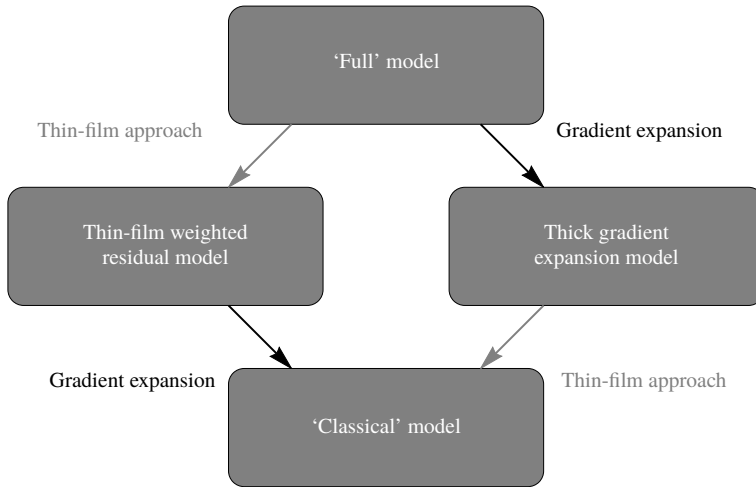 ‘Full’ model
Thin-film approach
Gradient expansion
Thin-film weighted
residual model
Thick gradient
expansion model
Gradient expansion
Thin-film approach
‘Classical’ model